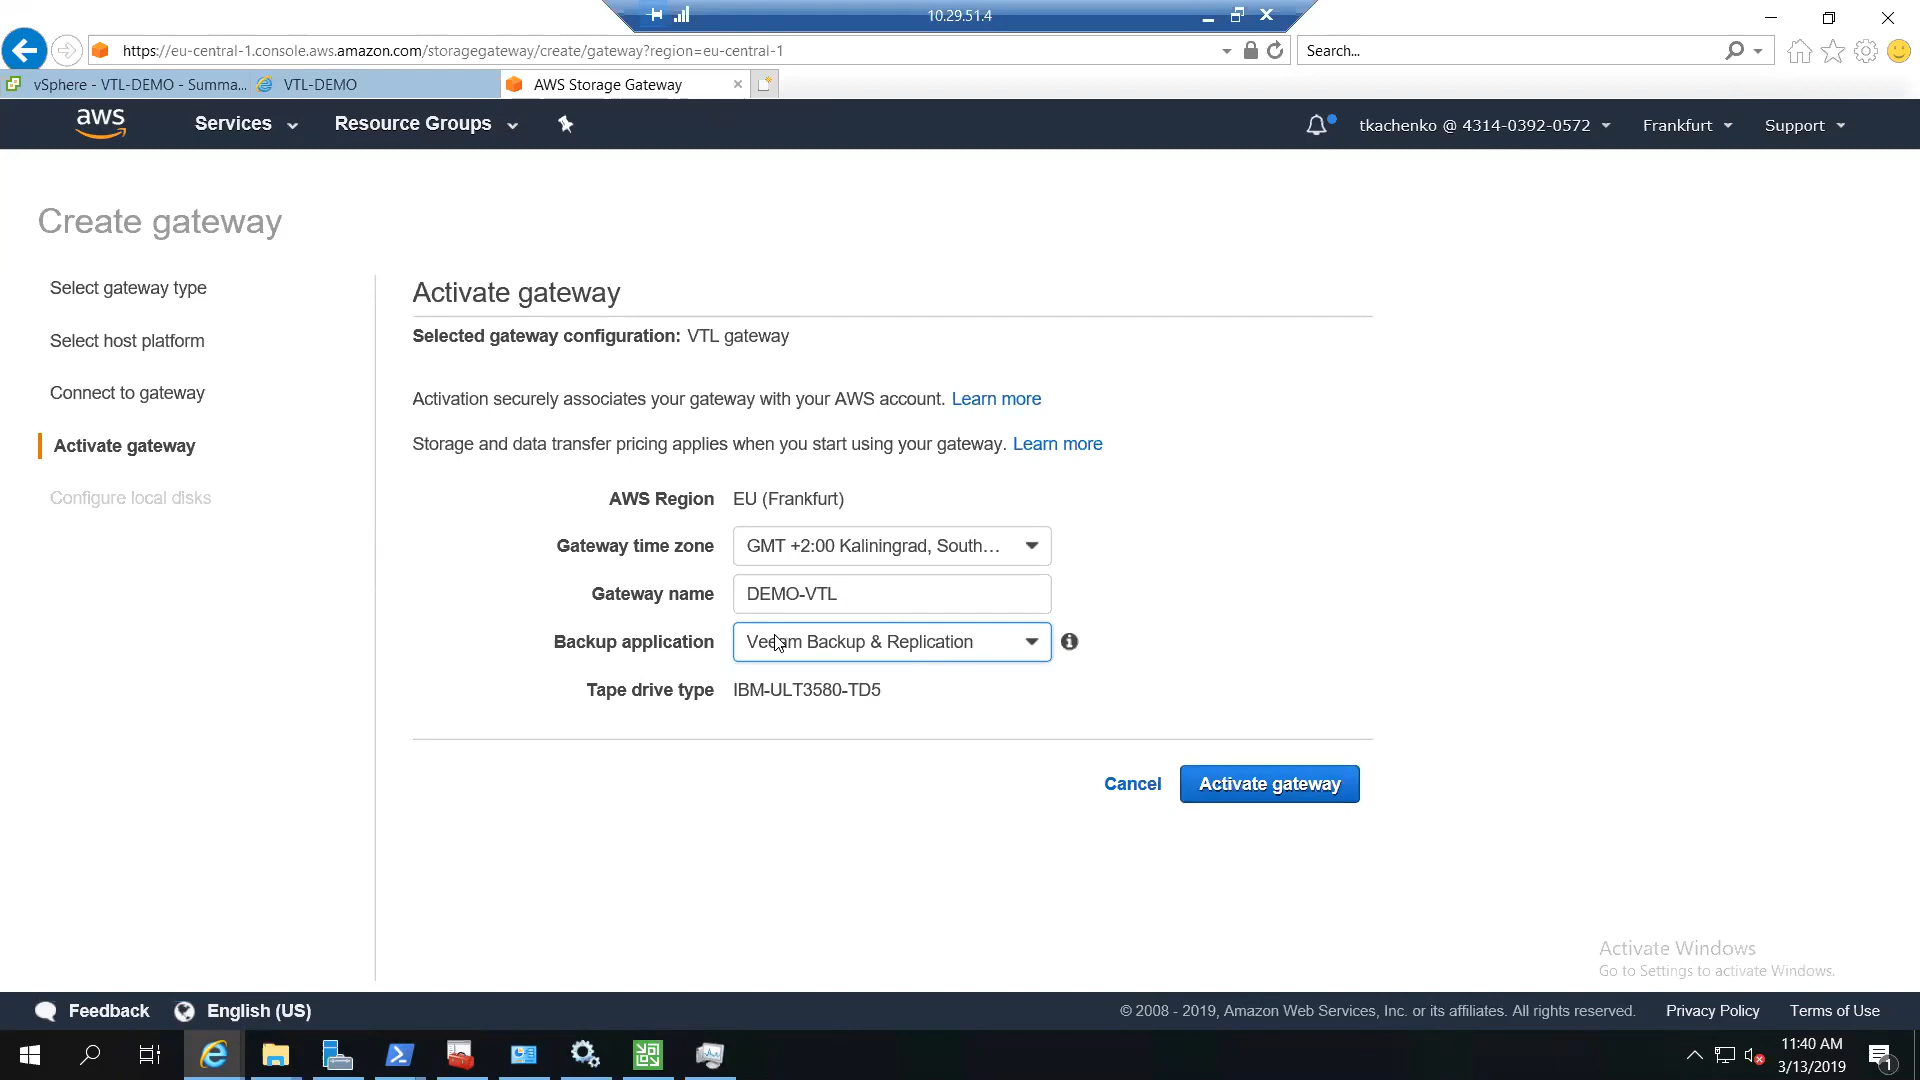 10.29.51.4
https://eu-central-1.console.aws.amazon.com/storagegateway/create/gateway?region=eu-central-1
Search...
vSphere - VTL-DEMO - Summa...
VTL-DEMO
AWS Storage Gateway
aws
Services
Resource Groups
tkachenko @ 4314-0392-0572
Frankfurt
Support
Create gateway
Select gateway type
Select host platform
Connect to gateway
Activate gateway
Configure local disks
Activate gateway
Selected gateway configuration: VTL gateway
Activation securely associates your gateway with your AWS account. Learn more
Storage and data transfer pricing applies when you start using your gateway. Learn more
AWS Region EU (Frankfurt)
Gateway time zone GMT +2:00 Kaliningrad, South...
Gateway name DEMO-VTL
Backup application Veeam Backup & Replication
Tape drive type IBM-ULT3580-TD5
Cancel Activate gateway
Activate Windows
Go to Settings to activate Windows.
Feedback English (US)
© 2008 - 2019, Amazon Web Services, Inc. or its affiliates. All rights reserved. Privacy Policy Terms of Use
11:40 AM
3/13/2019
1